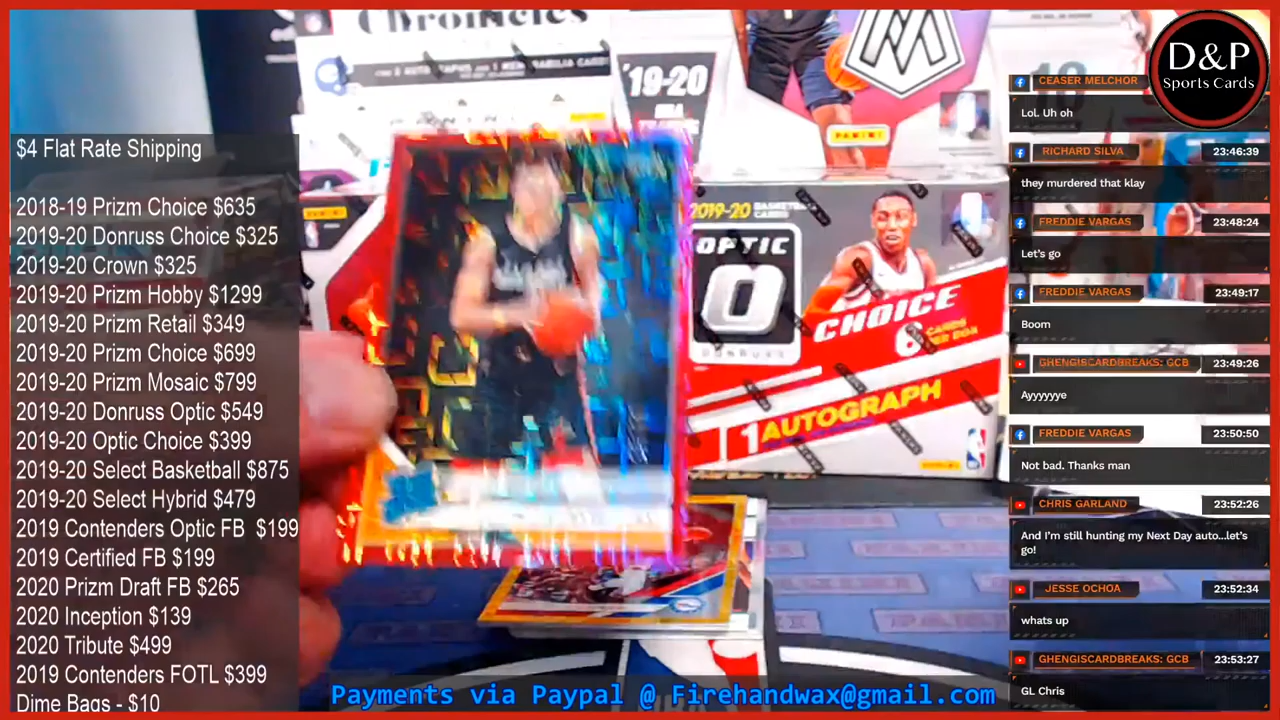 Chronicles
'19-20
PANINI
D&P
Sports Cards
$4 Flat Rate Shipping
2018-19 Prizm Choice $635
2019-20 Donruss Choice $325
2019-20 Crown $325
2019-20 Prizm Hobby $1299
2019-20 Prizm Retail $349
2019-20 Prizm Choice $699
2019-20 Prizm Mosaic $799
2019-20 Donruss Optic $549
2019-20 Optic Choice $399
2019-20 Select Basketball $875
2019-20 Select Hybrid $479
2019 Contenders Optic FB $199
2019 Certified FB $199
2020 Prizm Draft FB $265
2020 Inception $139
2020 Tribute $499
2019 Contenders FOTL $399
Dime Bags - $10
2019-20 BASKETBALL
CARDS
OPTIC
DONRUSS
CHOICE
6 CARDS
PER BOX
1 AUTOGRAPH
PANINI
CEASER MELCHOR
Lol. Uh oh
RICHARD SILVA 23:46:39
they murdered that klay
FREDDIE VARGAS 23:48:24
Let's go
FREDDIE VARGAS 23:49:17
Boom
GHENGISCARDBREAKS: GCB 23:49:26
Ayyyyyye
FREDDIE VARGAS 23:50:50
Not bad. Thanks man
CHRIS GARLAND 23:52:26
And I'm still hunting my Next Day auto...let's
go!
JESSE OCHOA 23:52:34
whats up
GHENGISCARDBREAKS: GCB 23:53:27
GL Chris
Payments via Paypal @ Firehandwax@gmail.com